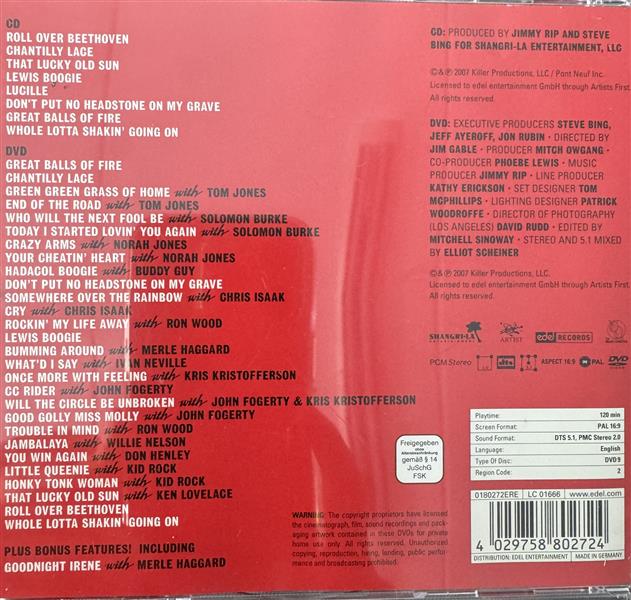 CD
ROLL OVER BEETHOVEN
CHANTILLY LACE
THAT LUCKY OLD SUN
LEWIS BOOGIE
LUCILLE
DON'T PUT NO HEADSTONE ON MY GRAVE
GREAT BALLS OF FIRE
WHOLE LOTTA SHAKIN' GOING ON
DVD
GREAT BALLS OF FIRE
CHANTILLY LACE
GREEN GREEN GRASS OF HOME with TOM JONES
END OF THE ROAD with TOM JONES
WHO WILL THE NEXT FOOL BE with SOLOMON BURKE
TODAY I STARTED LOVIN' YOU AGAIN with SOLOMON BURKE
CRAZY ARMS with NORAH JONES
YOUR CHEATIN' HEART with NORAH JONES
HADACOL BOOGIE with BUDDY GUY
DON'T PUT NO HEADSTONE ON MY GRAVE
SOMEWHERE OVER THE RAINBOW with CHRIS ISAAK
CRY with CHRIS ISAAK
ROCKIN' MY LIFE AWAY with RON WOOD
LEWIS BOOGIE
BUMMING AROUND with MERLE HAGGARD
WHAT'D I SAY with IVAN NEVILLE
ONCE MORE WITH FEELING with KRIS KRISTOFFERSON
CC RIDER with JOHN FOGERTY
WILL THE CIRCLE BE UNBROKEN with JOHN FOGERTY & KRIS KRISTOFFERSON
GOOD GOLLY MISS MOLLY with JOHN FOGERTY
TROUBLE IN MIND with RON WOOD
JAMBALAYA with WILLIE NELSON
YOU WIN AGAIN with DON HENLEY
LITTLE QUEENIE with KID ROCK
HONKY TONK WOMAN with KID ROCK
THAT LUCKY OLD SUN with KEN LOVELACE
ROLL OVER BEETHOVEN
WHOLE LOTTA SHAKIN' GOING ON
PLUS BONUS FEATURES! INCLUDING
GOODNIGHT IRENE with MERLE HAGGARD
CD: PRODUCED BY JIMMY RIP AND STEVE
BING FOR SHANGRI-LA ENTERTAINMENT, LLC
©&℗ 2007 Killer Productions, LLC / Pont Neuf Inc.
Licensed to edel entertainment GmbH through Artists First.
All rights reserved.
DVD: EXECUTIVE PRODUCERS STEVE BING,
JEFF AYEROFF, JON RUBIN • DIRECTED BY
JIM GABLE • PRODUCER MITCH OWGANG •
CO-PRODUCER PHOEBE LEWIS • MUSIC
PRODUCER JIMMY RIP • LINE PRODUCER
KATHY ERICKSON • SET DESIGNER TOM
MCPHILLIPS • LIGHTING DESIGNER PATRICK
WOODROFFE • DIRECTOR OF PHOTOGRAPHY
(LOS ANGELES) DAVID RUDD • EDITED BY
MITCHELL SINOWAY • STEREO AND 5.1 MIXED BY
ELLIOT SCHEINER
©&℗ 2007 Killer Productions, LLC.
Licensed to edel entertainment GmbH through Artists First.
All rights reserved.
SHANGRI-LA
ENTERTAINMENT
ARTIST
edel RECORDS
PCM Stereo
dts
ASPECT 16:9
PAL
DVD
Freigegeben
ohne
Altersbeschränkung
gemäß § 14
JuSchG
FSK
Playtime: 120 min
Screen Format: PAL 16:9
Sound Format: DTS 5.1, PMC Stereo 2.0
Language: English
Type Of Disc: DVD 9
Region Code: 2
0180272ERE LC 01666 www.edel.com
4 029758 802724
DISTRIBUTION: EDEL ENTERTAINMENT MADE IN GERMANY
WARNING: The copyright proprietors have licensed
the cinematograph, film, sound recordings and pack-
aging artwork contained in these DVDs for private
home use only. All rights reserved. Unauthorized
copying, reproduction, hiring, lending, public perfor-
mance and broadcasting prohibited.